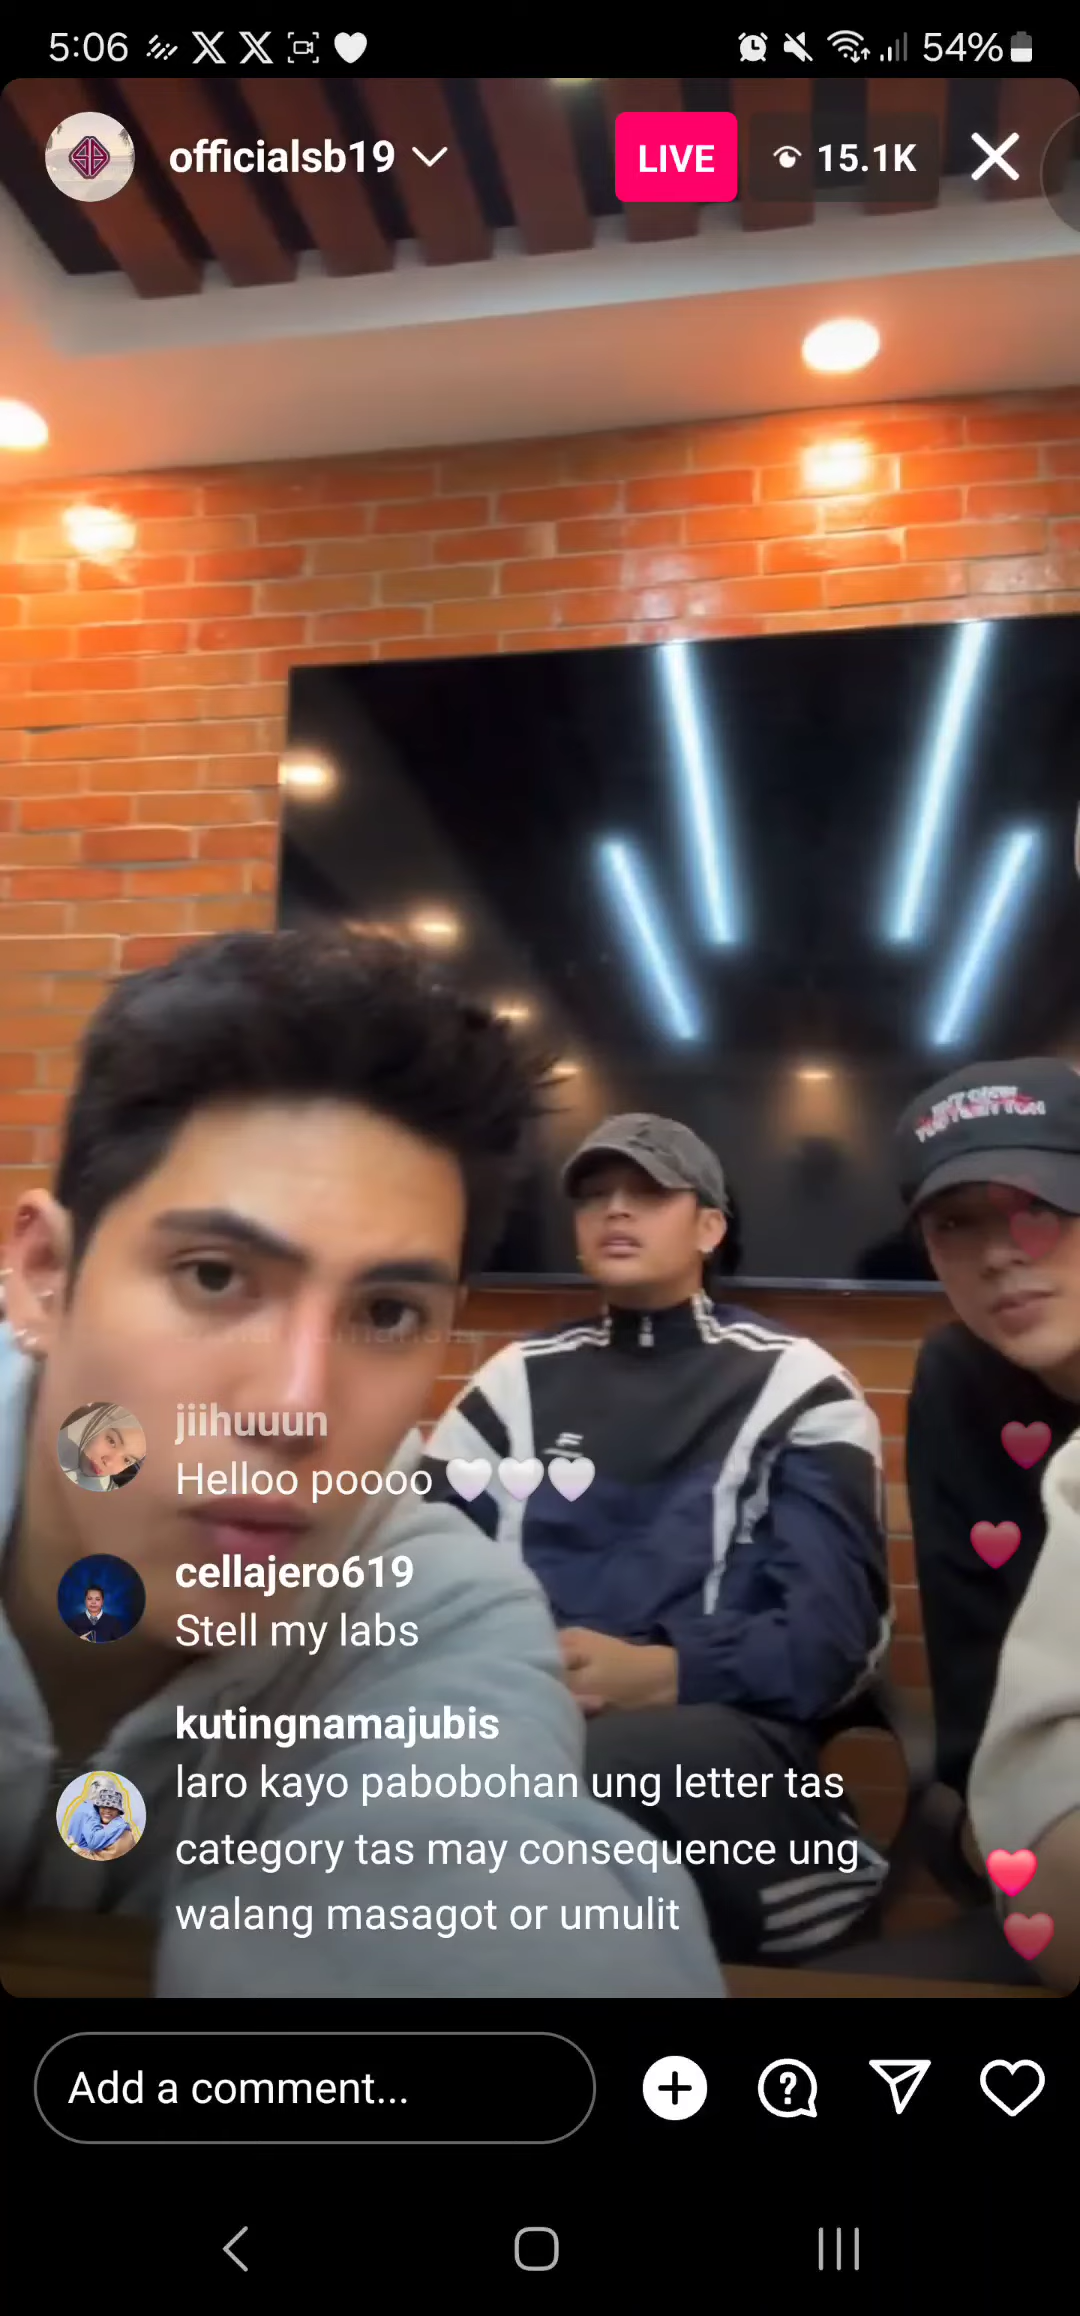 5:06
54%
officialsb19
LIVE
15.1K
jiihuuun
Helloo poooo 🤍🤍🤍
cellajero619
Stell my labs
kutingnamajubis
laro kayo pabobohan ung letter tas
category tas may consequence ung
walang masagot or umulit
Add a comment...